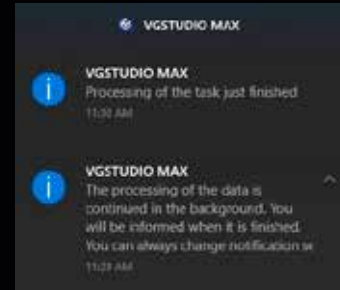 VGSTUDIO MAX
VGSTUDIO MAX
Processing of the task just finished
11:30 AM
VGSTUDIO MAX
The processing of the data is
continued in the background. You
will be informed when it is finished.
You can always change notification se
11:29 AM